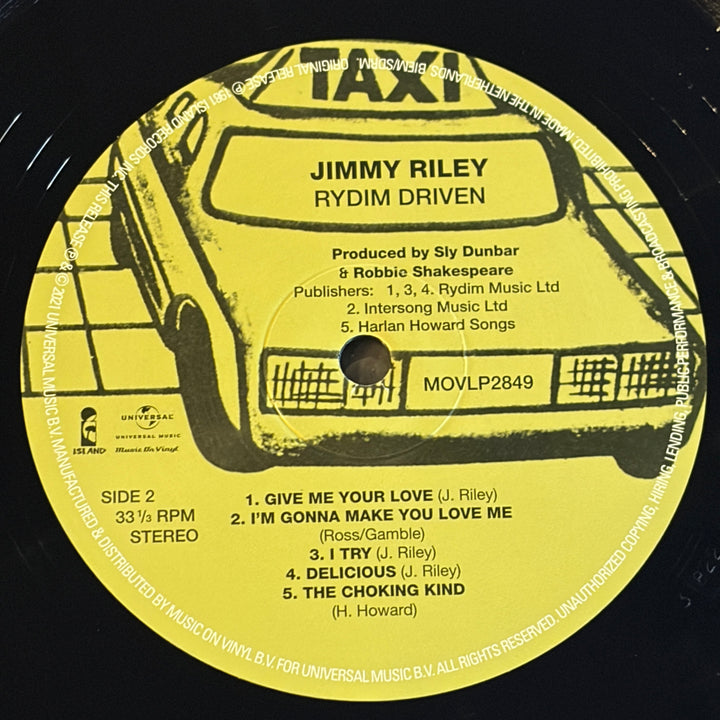 TAXI
JIMMY RILEY
RYDIM DRIVEN
Produced by Sly Dunbar
& Robbie Shakespeare
Publishers: 1, 3, 4. Rydim Music Ltd
2. Intersong Music Ltd
5. Harlan Howard Songs
MOVLP2849
ISLAND
UNIVERSAL
UNIVERSAL MUSIC
Music On Vinyl
SIDE 2
33 1/3 RPM
STEREO
1. GIVE ME YOUR LOVE (J. Riley)
2. I'M GONNA MAKE YOU LOVE ME
(Ross/Gamble)
3. I TRY (J. Riley)
4. DELICIOUS (J. Riley)
5. THE CHOKING KIND
(H. Howard)
ORIGINAL RELEASE ℗ 1981 ISLAND RECORDS INC. THIS RELEASE ℗ & © 2021 UNIVERSAL MUSIC B.V. MANUFACTURED & DISTRIBUTED BY MUSIC ON VINYL B.V. FOR UNIVERSAL MUSIC B.V. ALL RIGHTS RESERVED. UNAUTHORIZED COPYING, HIRING, LENDING, PUBLIC PERFORMANCE & BROADCASTING PROHIBITED. MADE IN THE NETHERLANDS. BIEM/SDRM.